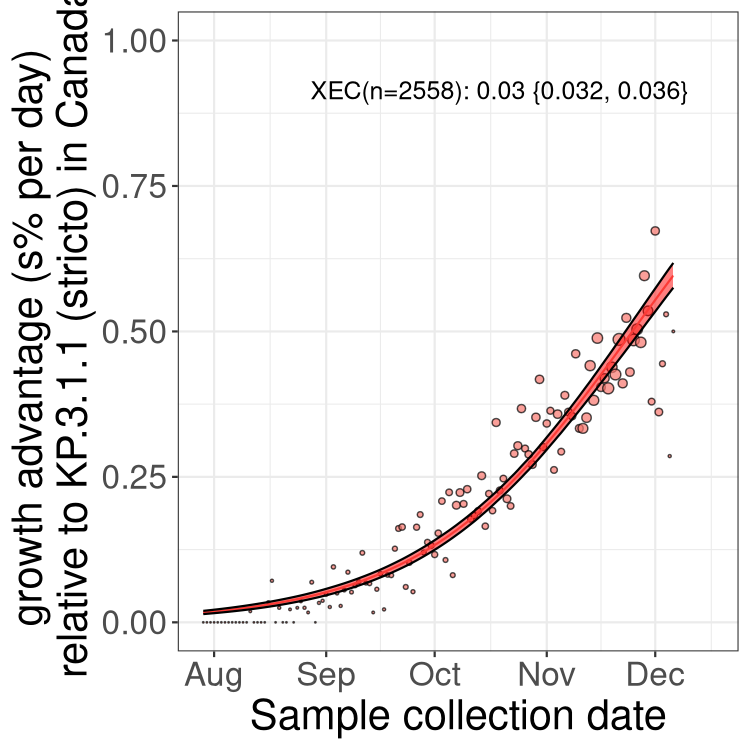 growth advantage (s% per day)
relative to KP.3.1.1 (stricto) in Canada
1.00
0.75
0.50
0.25
0.00
XEC(n=2558): 0.03 {0.032, 0.036}
Aug Sep Oct Nov Dec
Sample collection date